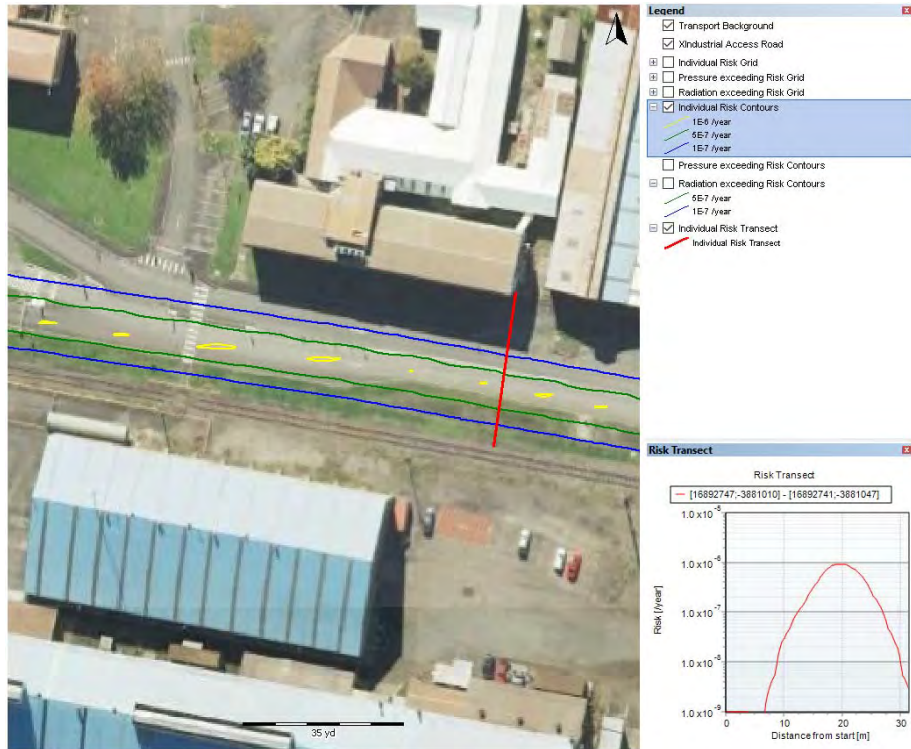 Legend
Transport Background
XIndustrial Access Road
Individual Risk Grid
Pressure exceeding Risk Grid
Radiation exceeding Risk Grid
Individual Risk Contours
1E-6 /year
5E-7 /year
1E-7 /year
Pressure exceeding Risk Contours
Radiation exceeding Risk Contours
5E-7 /year
1E-7 /year
Individual Risk Transect
Individual Risk Transect
35 yd
Risk Transect
Risk Transect
[16892747;-3881010] - [16892741;-3881047]
Risk [/year]
1.0 x10⁻⁵
1.0 x10⁻⁶
1.0 x10⁻⁷
1.0 x10⁻⁸
1.0 x10⁻⁹
0 10 20 30
Distance from start [m]